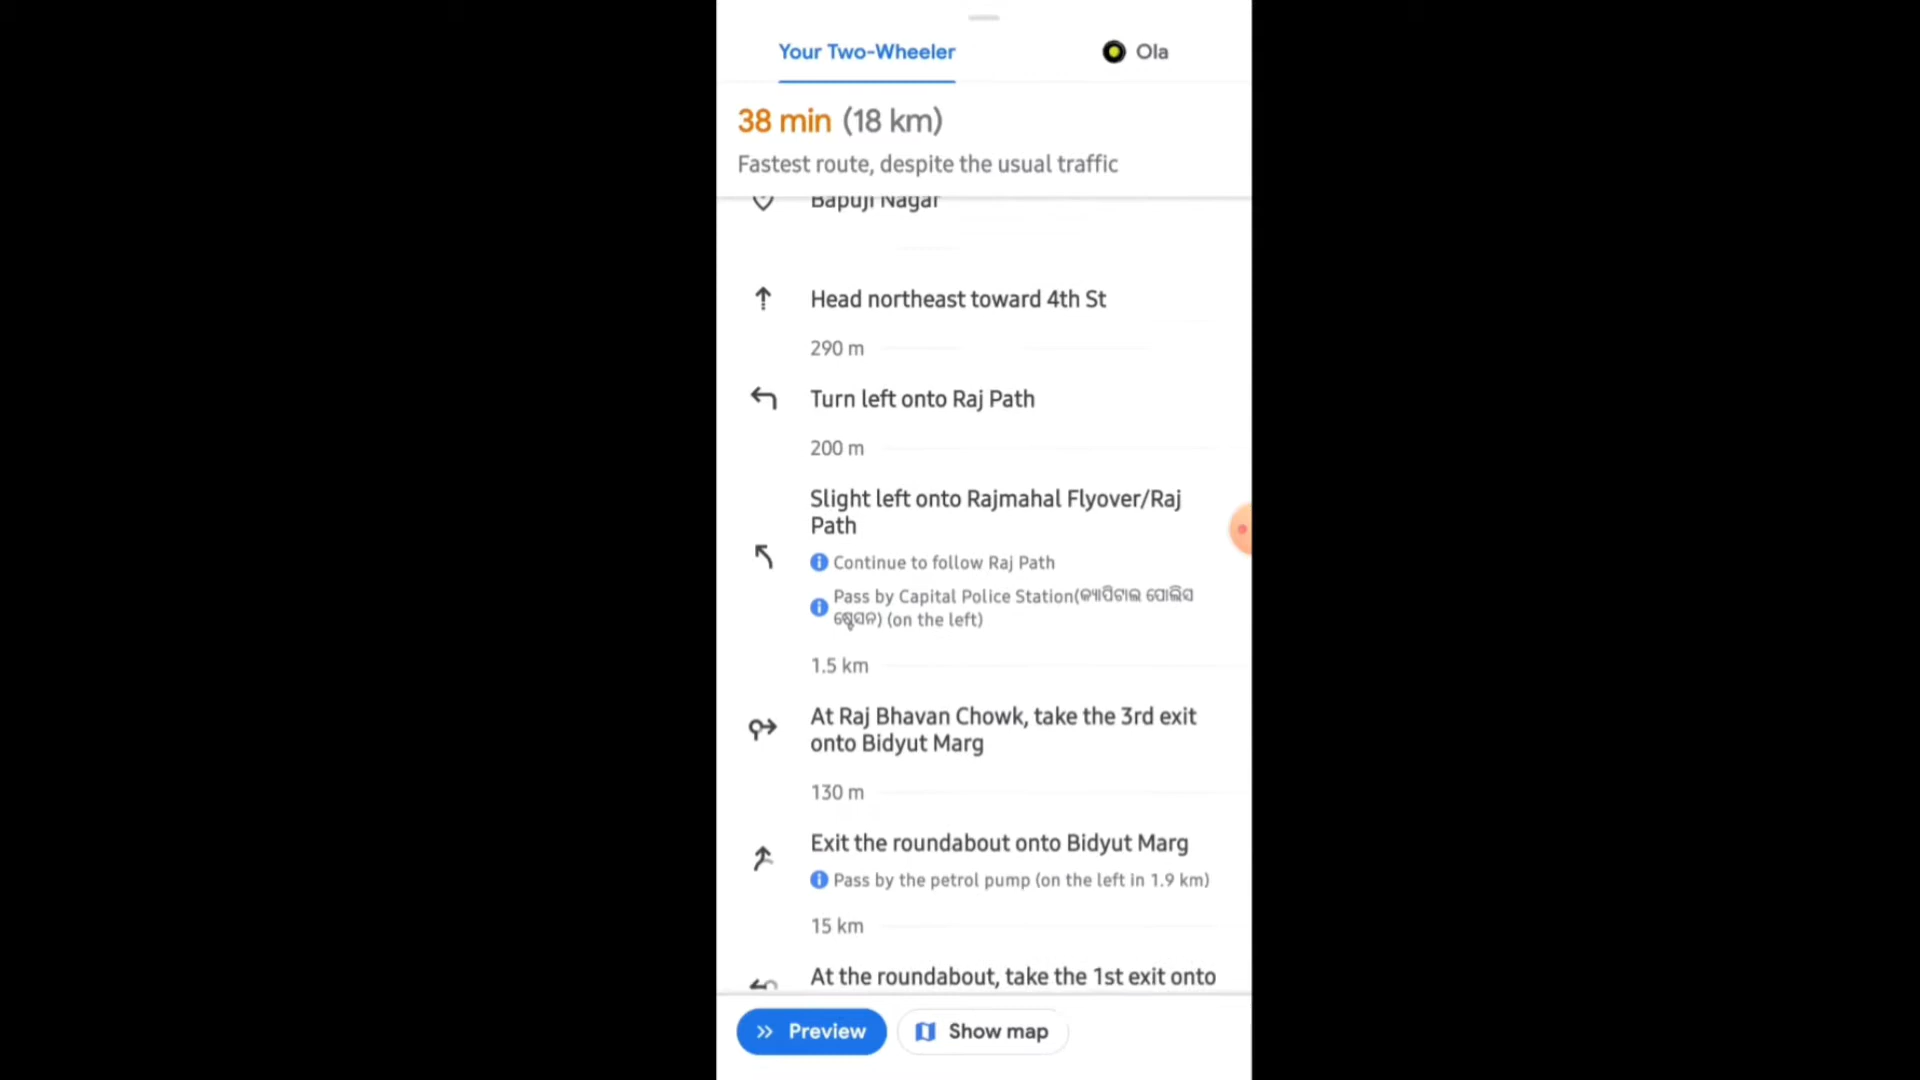 Your Two-Wheeler
Ola
38 min (18 km)
Fastest route, despite the usual traffic
Bapuji Nagar
Head northeast toward 4th St
290 m
Turn left onto Raj Path
200 m
Slight left onto Rajmahal Flyover/Raj
Path
Continue to follow Raj Path
Pass by Capital Police Station(କ୍ୟାପିଟାଲ ପୋଲିସ
ଷ୍ଟେସନ) (on the left)
1.5 km
At Raj Bhavan Chowk, take the 3rd exit
onto Bidyut Marg
130 m
Exit the roundabout onto Bidyut Marg
Pass by the petrol pump (on the left in 1.9 km)
15 km
At the roundabout, take the 1st exit onto
Preview
Show map